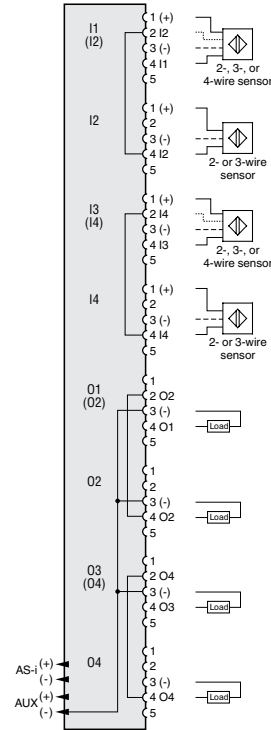 I1
(I2)
1 (+)
2 I2
3 (-)
4 I1
5
2-, 3-, or
4-wire sensor
I2
1 (+)
2
3 (-)
4 I2
5
2- or 3-wire
sensor
I3
(I4)
1 (+)
2 I4
3 (-)
4 I3
5
2-, 3-, or
4-wire sensor
I4
1 (+)
2
3 (-)
4 I4
5
2- or 3-wire
sensor
O1
(O2)
1
2 O2
3 (-)
4 O1
5
Load
O2
1
2
3 (-)
4 O2
5
Load
O3
(O4)
1
2 O4
3 (-)
4 O3
5
Load
O4
1
2
3 (-)
4 O4
5
Load
AS-i (+)
(-)
AUX (+)
(-)